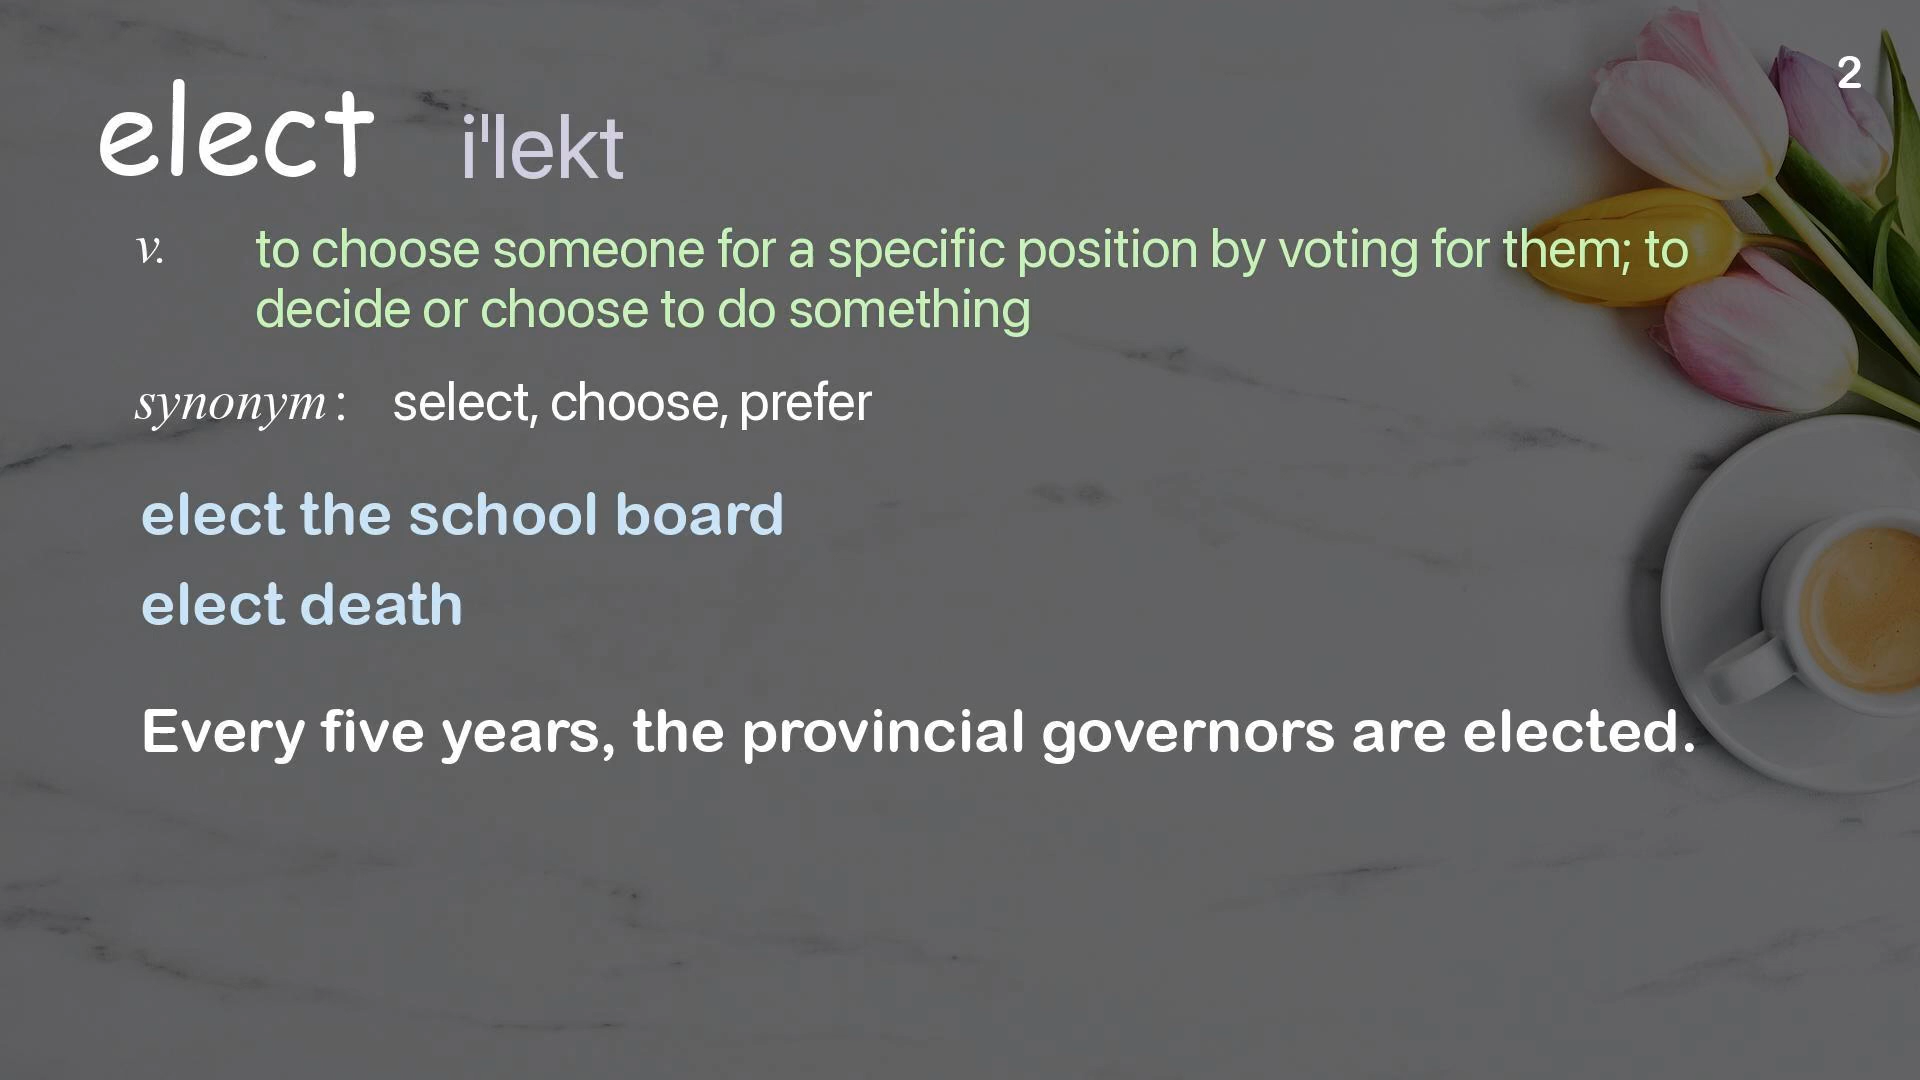 2
elect iˈlekt
v. to choose someone for a specific position by voting for them; to
decide or choose to do something
synonym : select, choose, prefer
elect the school board
elect death
Every five years, the provincial governors are elected.